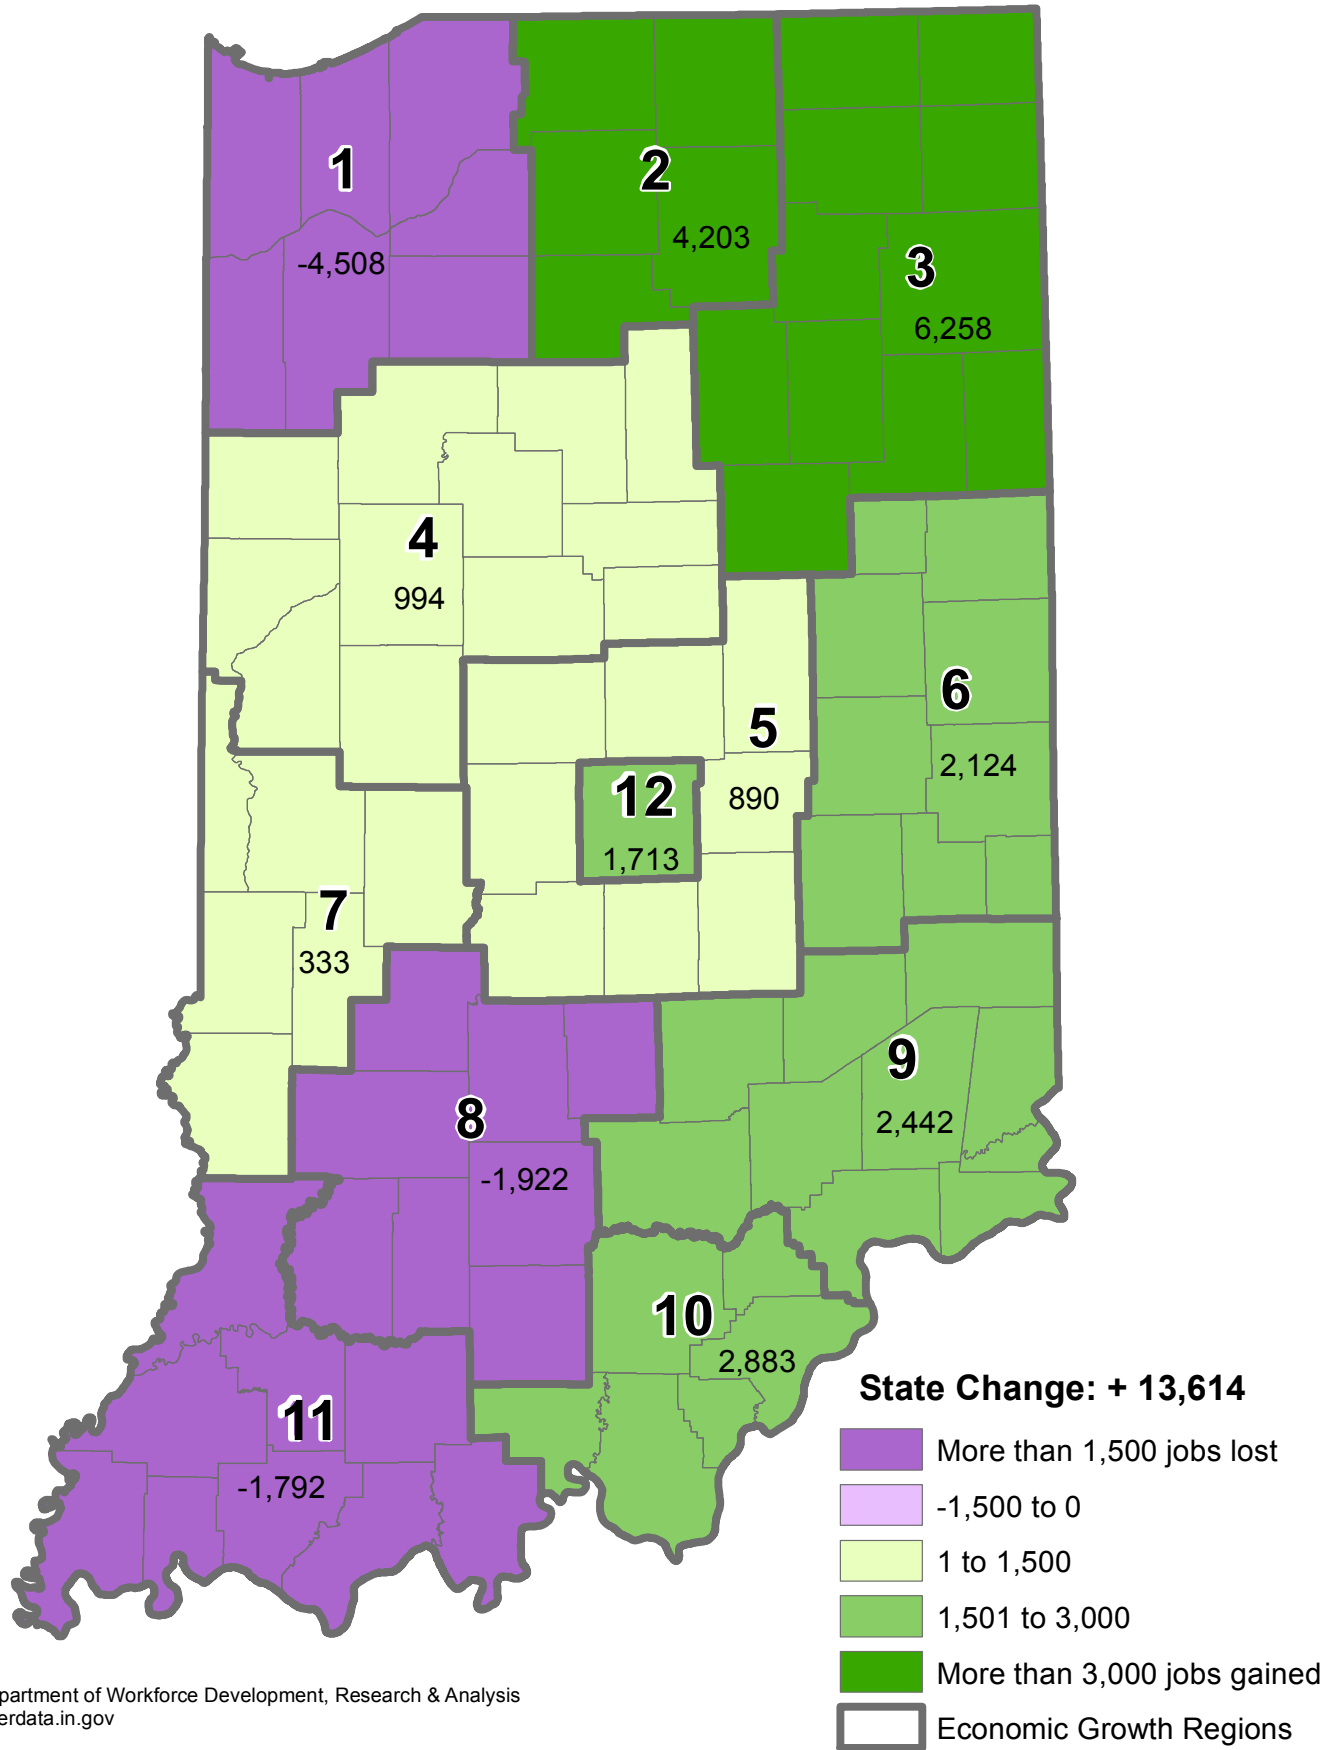 1
-4,508
2
4,203
3
6,258
4
994
5
890
6
2,124
12
1,713
7
333
8
-1,922
9
2,442
10
2,883
11
-1,792
State Change: + 13,614
More than 1,500 jobs lost
-1,500 to 0
1 to 1,500
1,501 to 3,000
More than 3,000 jobs gained
Economic Growth Regions
partment of Workforce Development, Research & Analysis
erdata.in.gov